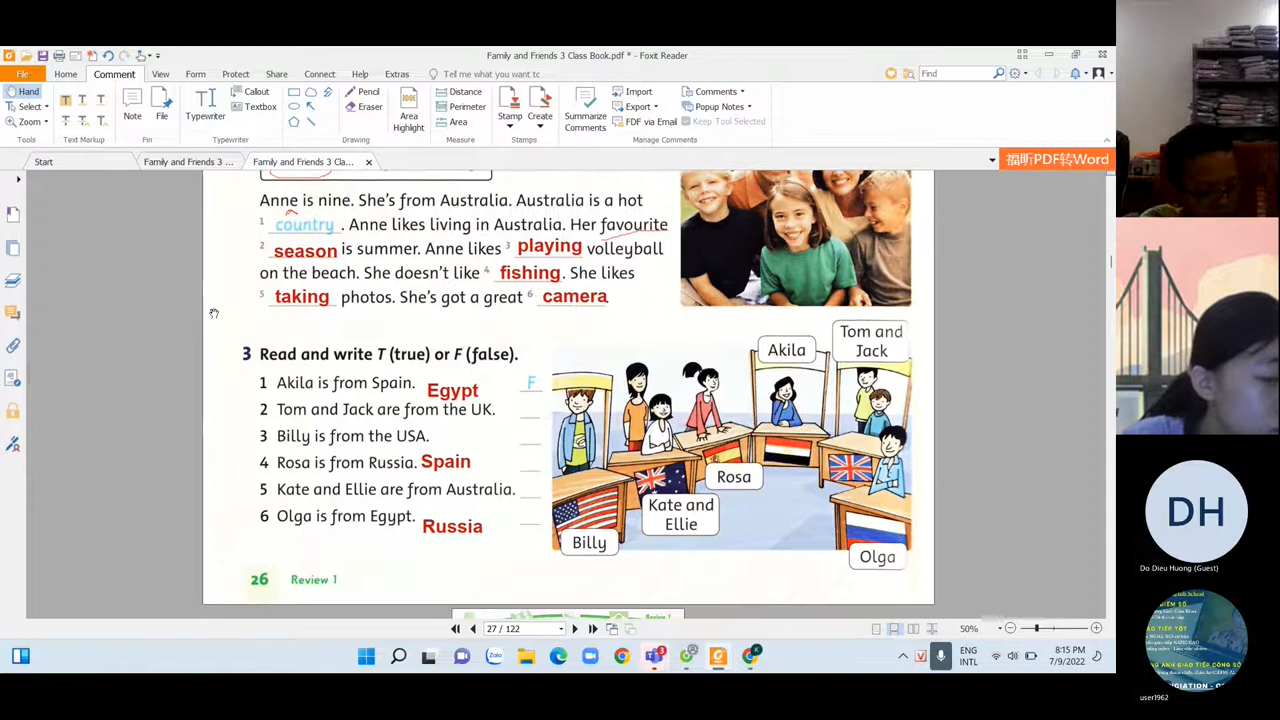 Family and Friends 3 Class Book.pdf * - Foxit Reader
File Home Comment View Form Protect Share Connect Help Extras Tell me what you want tc Find
Hand Select Zoom Tools
Text Markup
Note File Pin
Typewriter Callout Textbox Typewriter
Pencil Eraser Area Highlight Drawing
Distance Perimeter Area Measure
Stamp Create Stamps
Summarize Comments Import Export FDF via Email Comments Popup Notes Keep Tool Selected Manage Comments
Start Family and Friends 3 ... Family and Friends 3 Cla... 福昕PDF转Word
Anne is nine. She's from Australia. Australia is a hot
1 country . Anne likes living in Australia. Her favourite
2 season is summer. Anne likes 3 playing volleyball
on the beach. She doesn't like 4 fishing . She likes
5 taking photos. She's got a great 6 camera.
3 Read and write T (true) or F (false).
1 Akila is from Spain. Egypt F
2 Tom and Jack are from the UK.
3 Billy is from the USA.
4 Rosa is from Russia. Spain
5 Kate and Ellie are from Australia.
6 Olga is from Egypt. Russia
Akila
Tom and
Jack
Rosa
Kate and
Ellie
Billy
Olga
26 Review 1
Review 1
27 / 122 50%
ENG
INTL
8:15 PM
7/9/2022
DH
Do Dieu Huong (Guest)
user1962